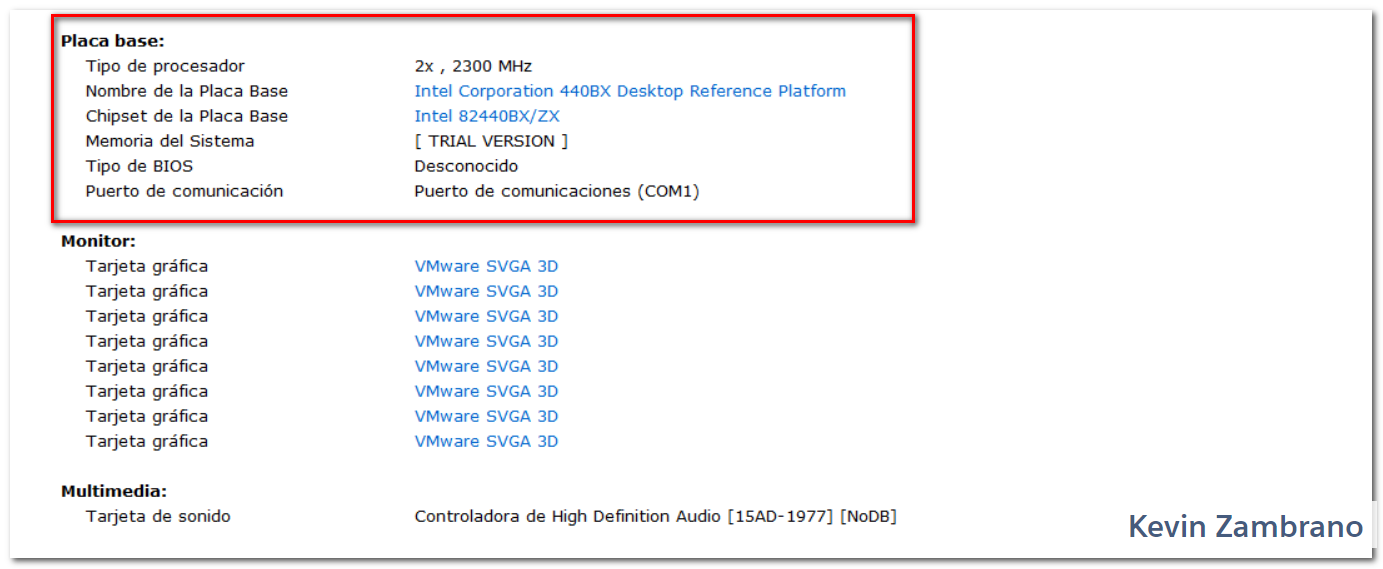 Placa base:
Tipo de procesador 2x , 2300 MHz
Nombre de la Placa Base Intel Corporation 440BX Desktop Reference Platform
Chipset de la Placa Base Intel 82440BX/ZX
Memoria del Sistema [ TRIAL VERSION ]
Tipo de BIOS Desconocido
Puerto de comunicación Puerto de comunicaciones (COM1)
Monitor:
Tarjeta gráfica VMware SVGA 3D
Tarjeta gráfica VMware SVGA 3D
Tarjeta gráfica VMware SVGA 3D
Tarjeta gráfica VMware SVGA 3D
Tarjeta gráfica VMware SVGA 3D
Tarjeta gráfica VMware SVGA 3D
Tarjeta gráfica VMware SVGA 3D
Tarjeta gráfica VMware SVGA 3D
Multimedia:
Tarjeta de sonido Controladora de High Definition Audio [15AD-1977] [NoDB]
Kevin Zambrano